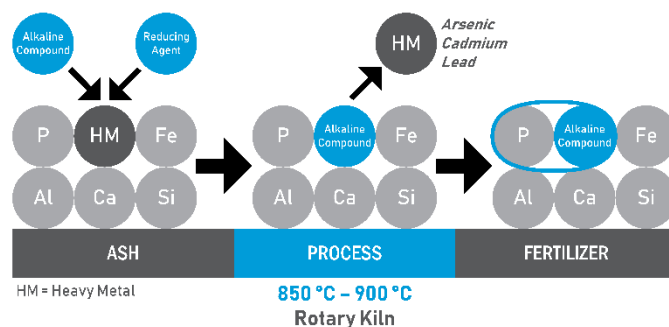 Alkaline
Compound
Reducing
Agent
HM
Arsenic
Cadmium
Lead
P HM Fe
P
Alkaline
Compound
Fe
P
Alkaline
Compound
Fe
Al Ca Si
Al Ca Si
Al Ca Si
ASH
PROCESS
FERTILIZER
HM = Heavy Metal
850 °C – 900 °C
Rotary Kiln